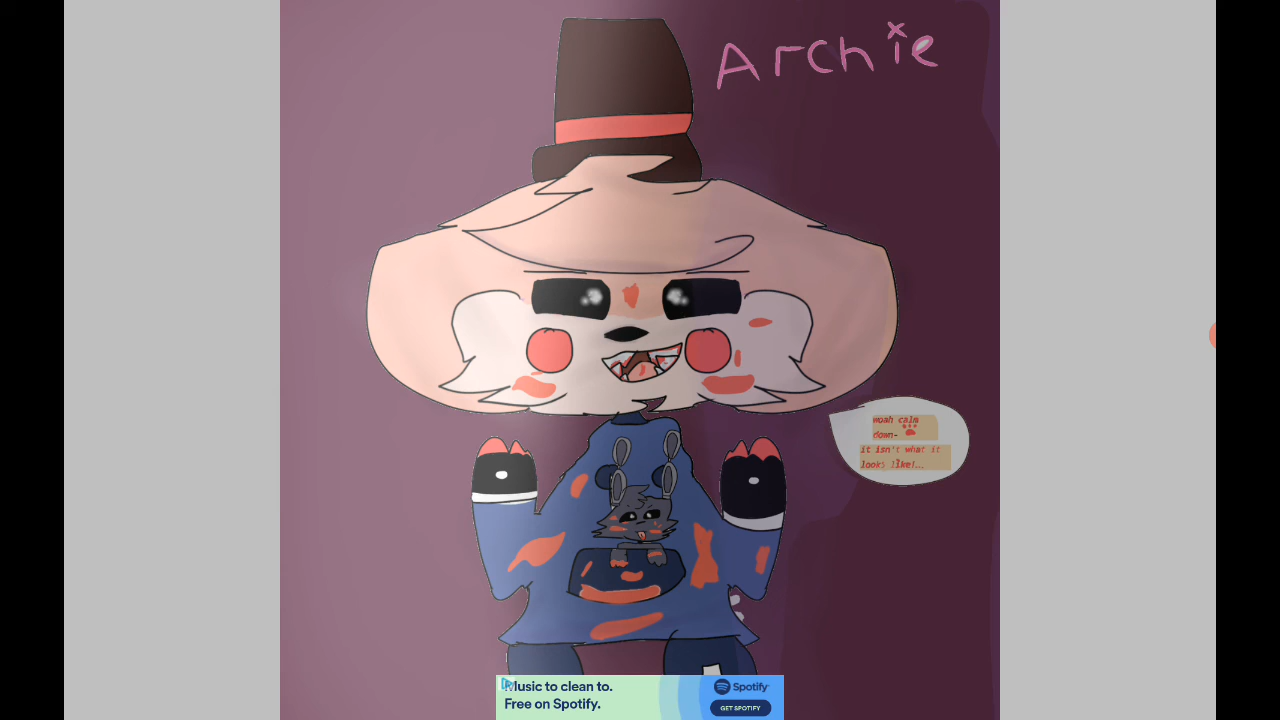 Archie
woah calm
down-
it isn't what it
looks like!...
Music to clean to.
Free on Spotify.
Spotify
GET SPOTIFY